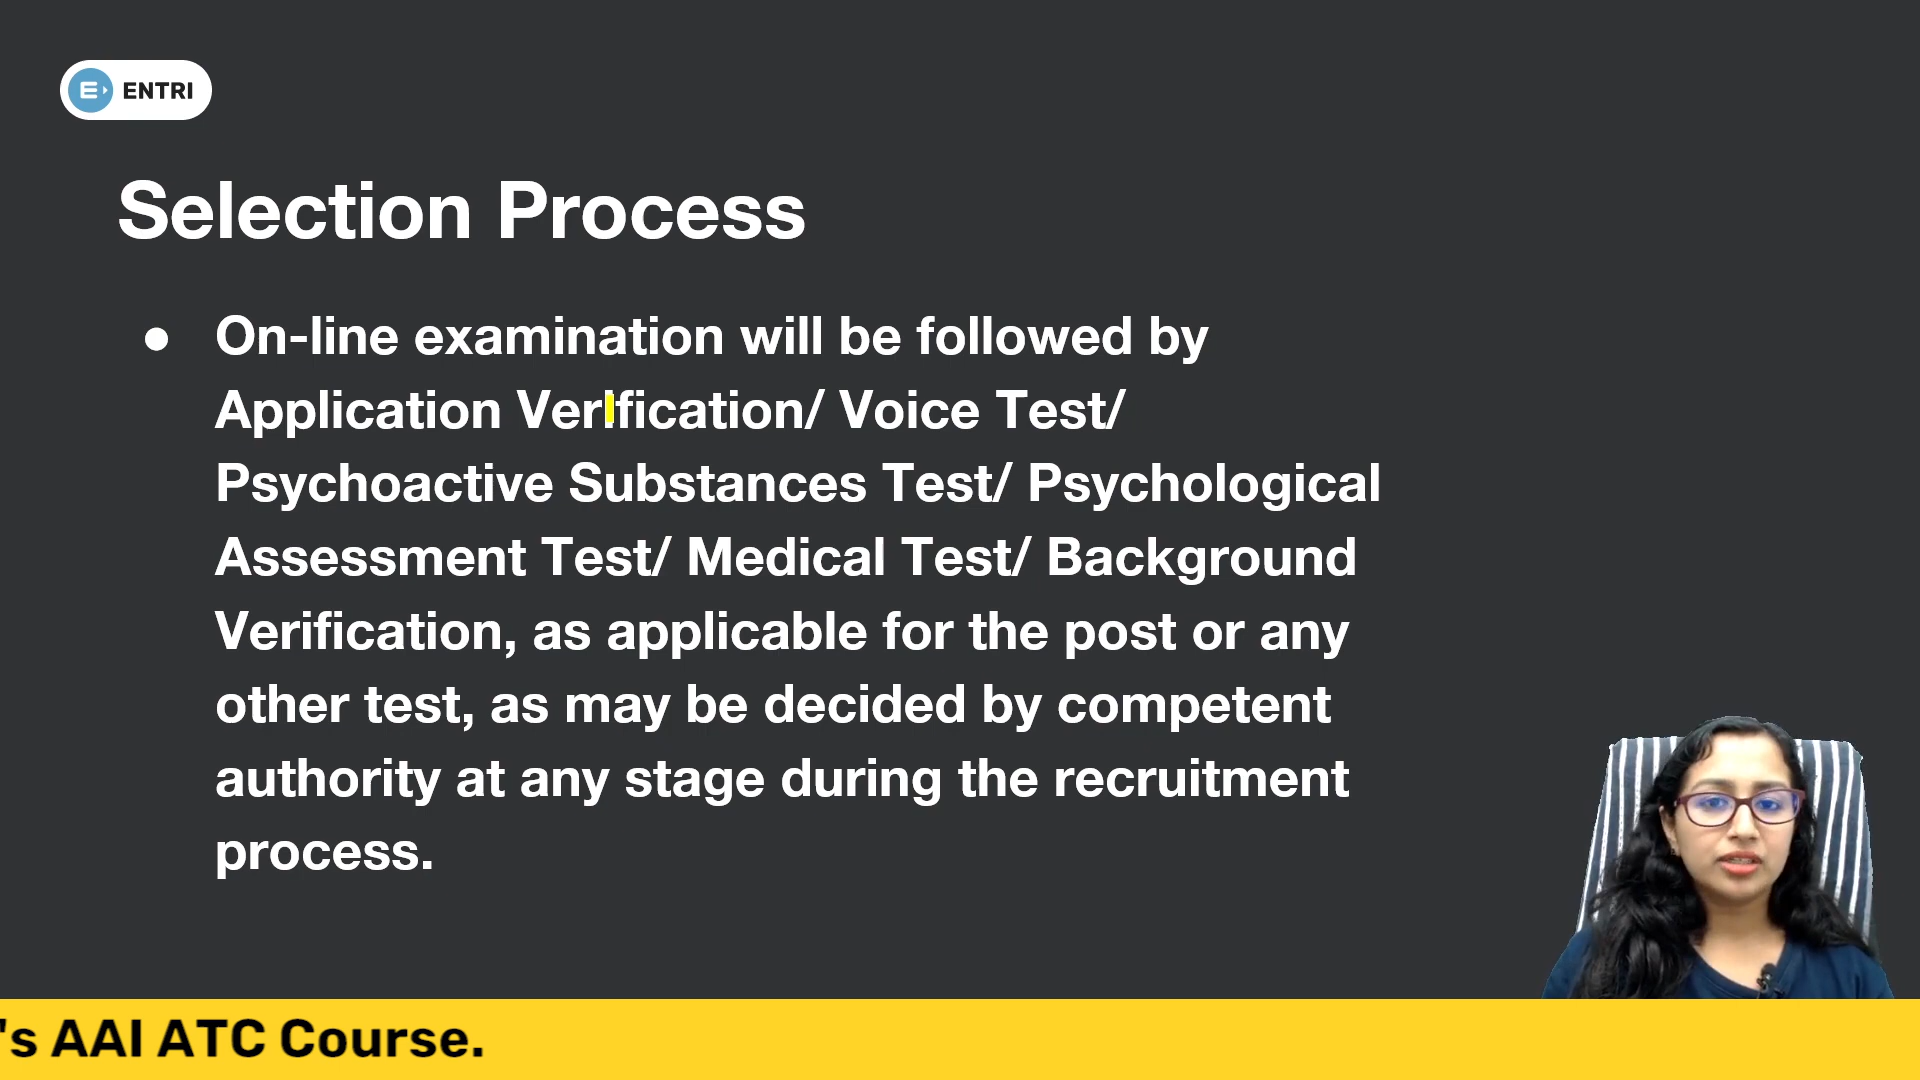 ENTRI
Selection Process
● On-line examination will be followed by
Application Verification/ Voice Test/
Psychoactive Substances Test/ Psychological
Assessment Test/ Medical Test/ Background
Verification, as applicable for the post or any
other test, as may be decided by competent
authority at any stage during the recruitment
process.
's AAI ATC Course.